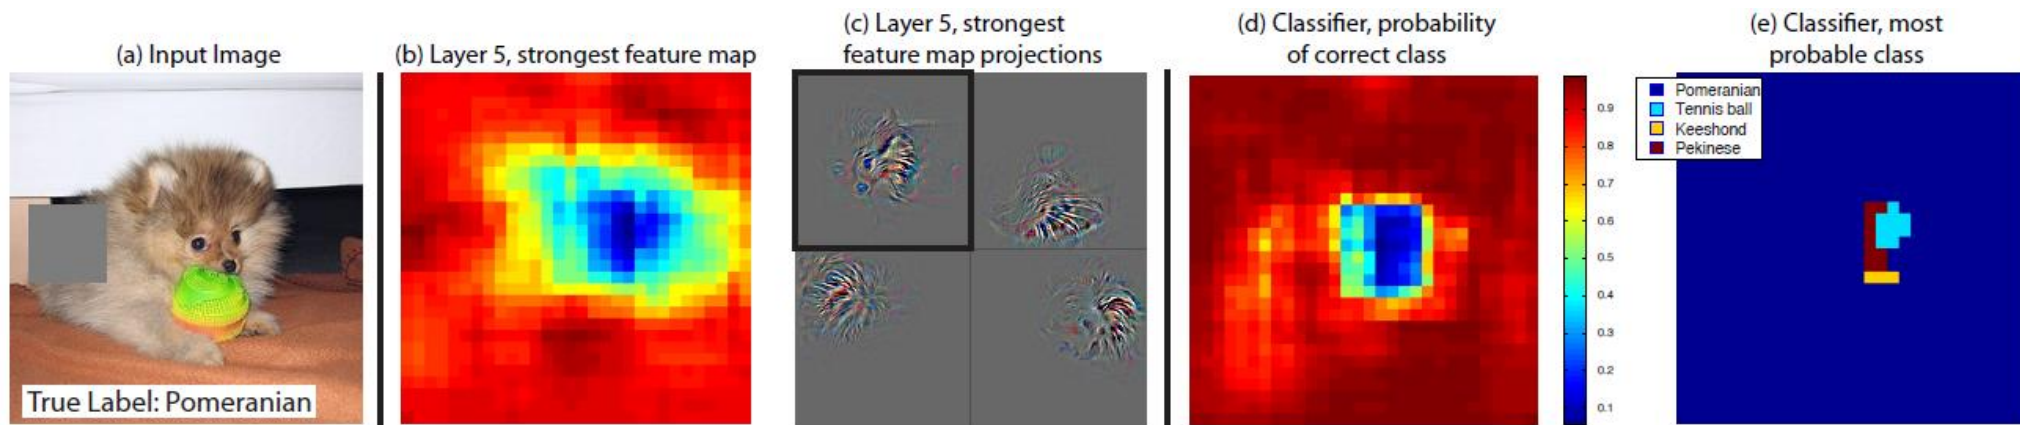 (a) Input Image
True Label: Pomeranian
(b) Layer 5, strongest feature map
(c) Layer 5, strongest
feature map projections
(d) Classifier, probability
of correct class
0.9
0.8
0.7
0.6
0.5
0.4
0.3
0.2
0.1
(e) Classifier, most
probable class
Pomeranian
Tennis ball
Keeshond
Pekinese